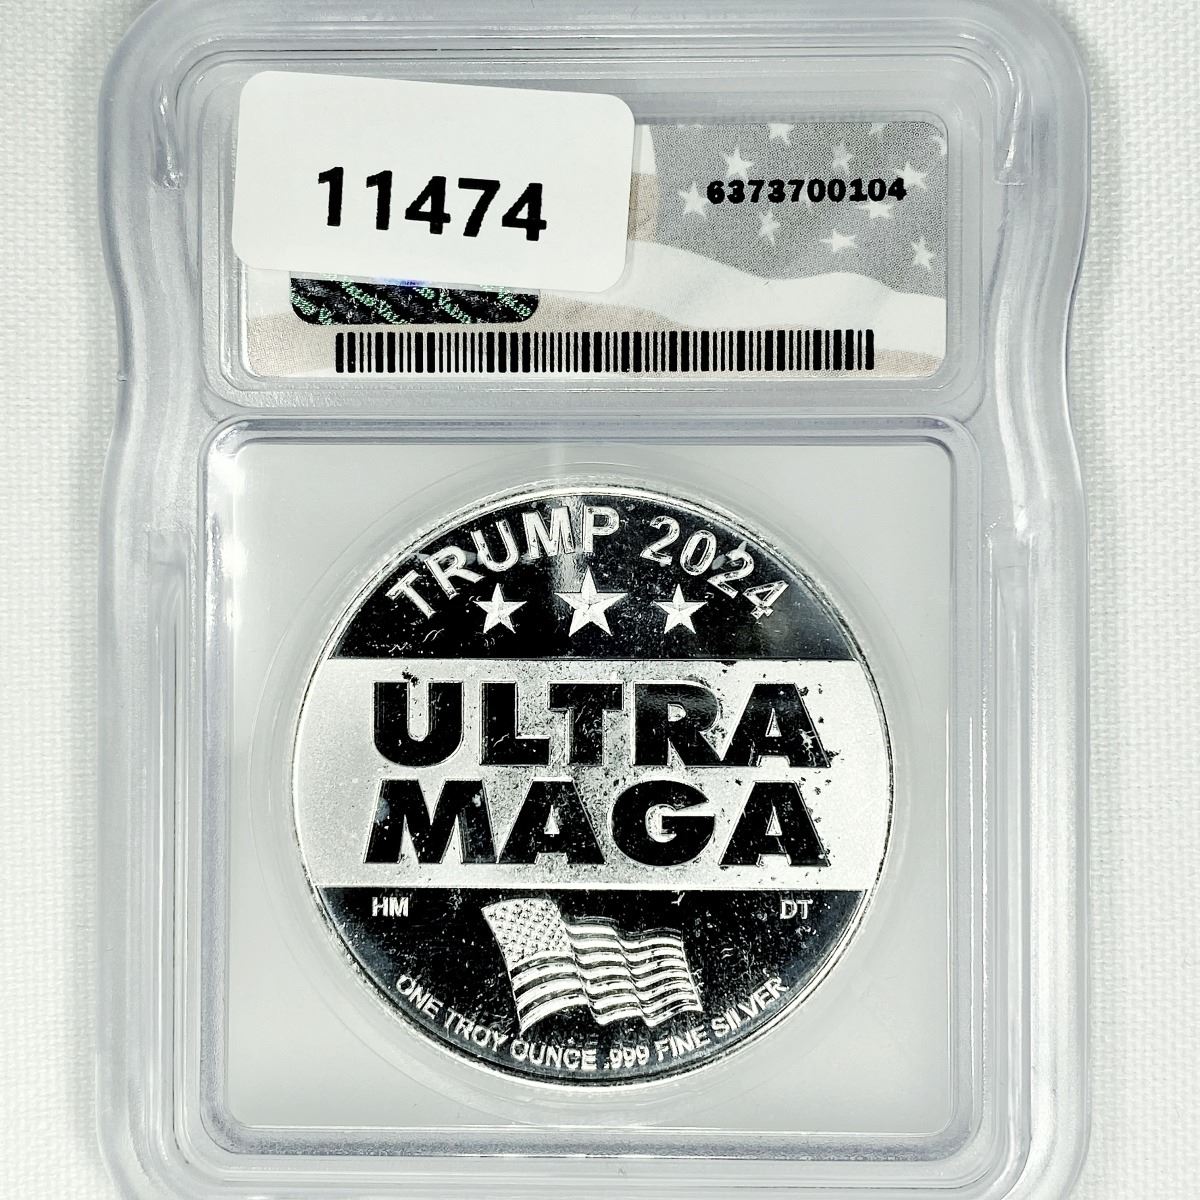 11474
6373700104
TRUMP 2024
ULTRA
MAGA
HM
DT
ONE TROY OUNCE .999 FINE SILVER